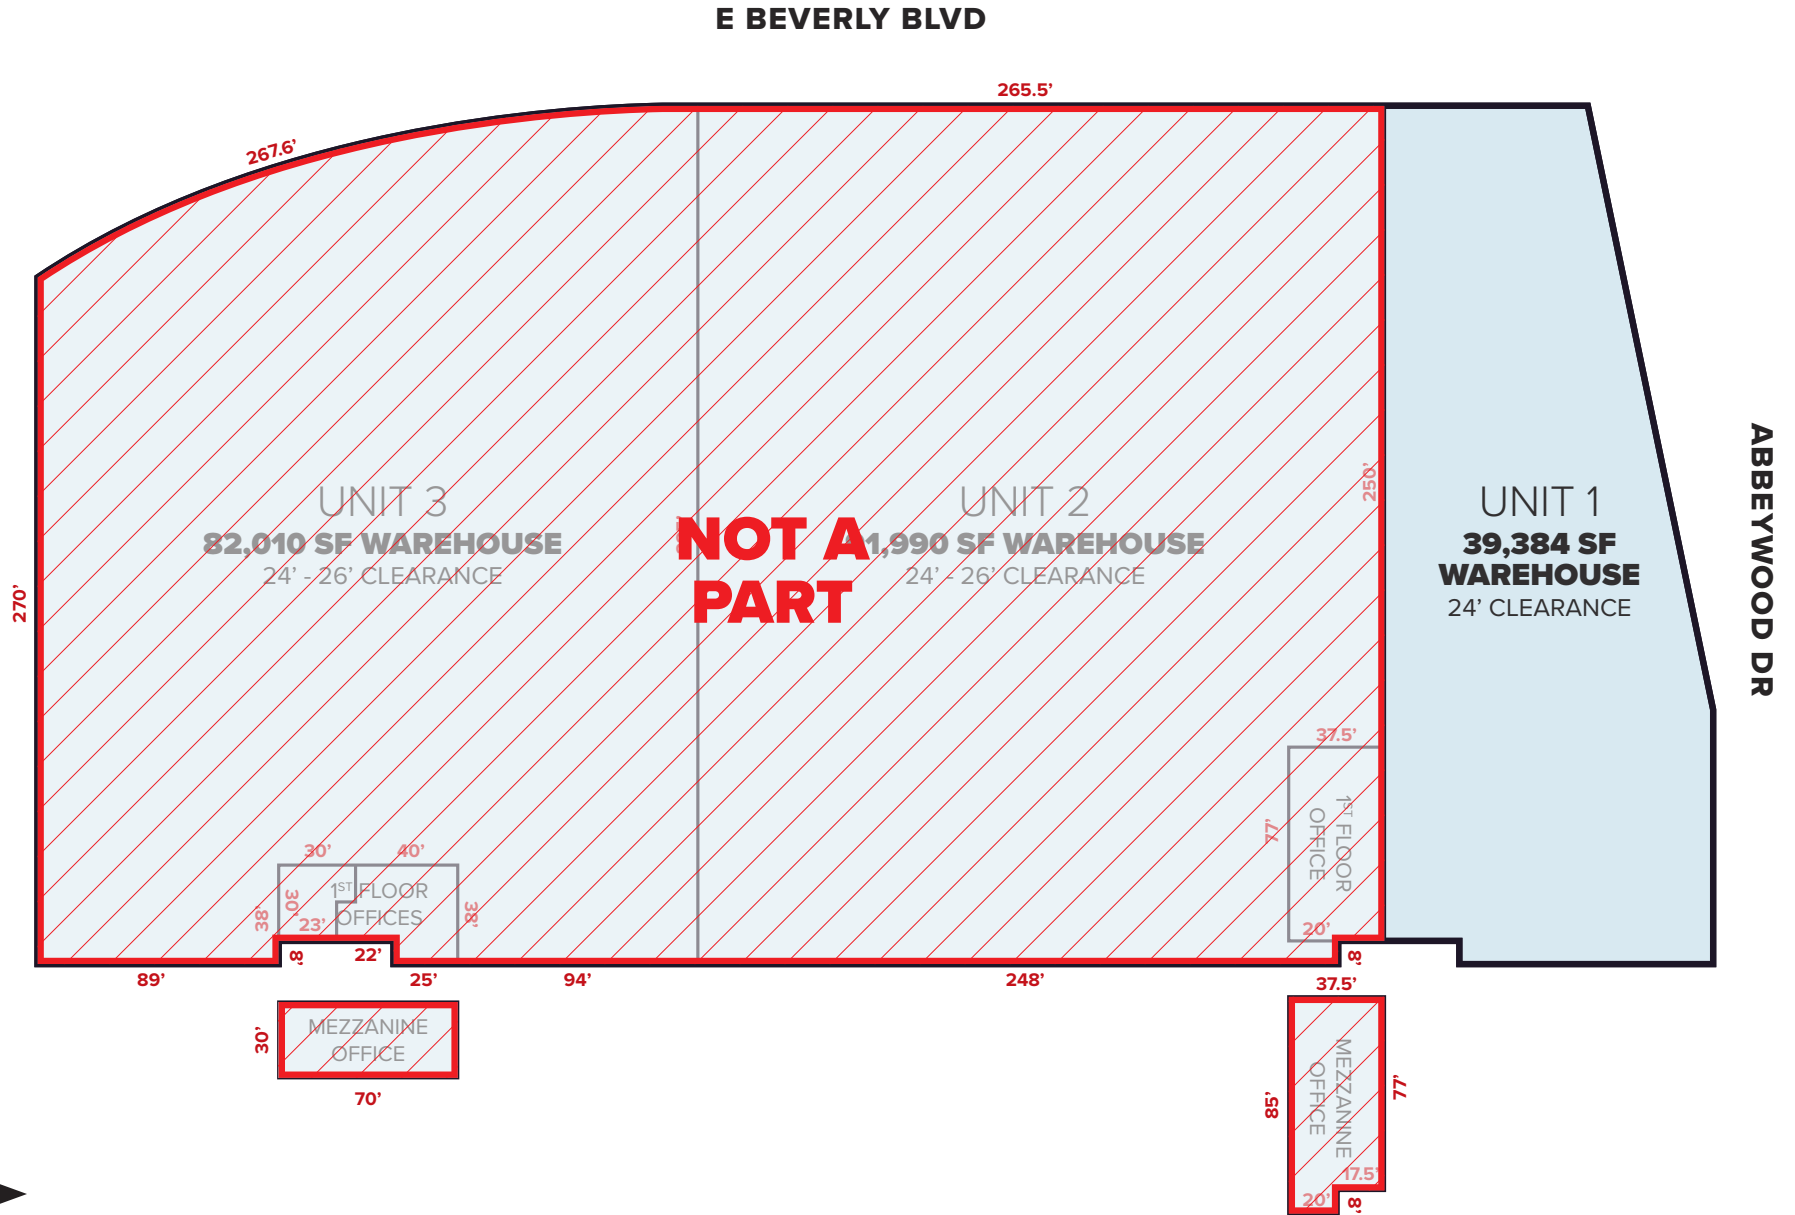 E BEVERLY BLVD
265.5’
267.6’
270’
UNIT 3
82,010 SF WAREHOUSE
24’ - 26’ CLEARANCE
NOT A
PART
UNIT 2
1,990 SF WAREHOUSE
24’ - 26’ CLEARANCE
250’
UNIT 1
39,384 SF
WAREHOUSE
24’ CLEARANCE
ABBEYWOOD DR
37.5’
77’
1ST FLOOR
OFFICE
20’
8’
30’
40’
38’
30’
23’
1ST FLOOR
OFFICES
38’
8’
22’
89’
25’
94’
248’
37.5’
30’
MEZZANINE
OFFICE
70’
85’
MEZZANINE
OFFICE
77’
17.5’
20’
8’